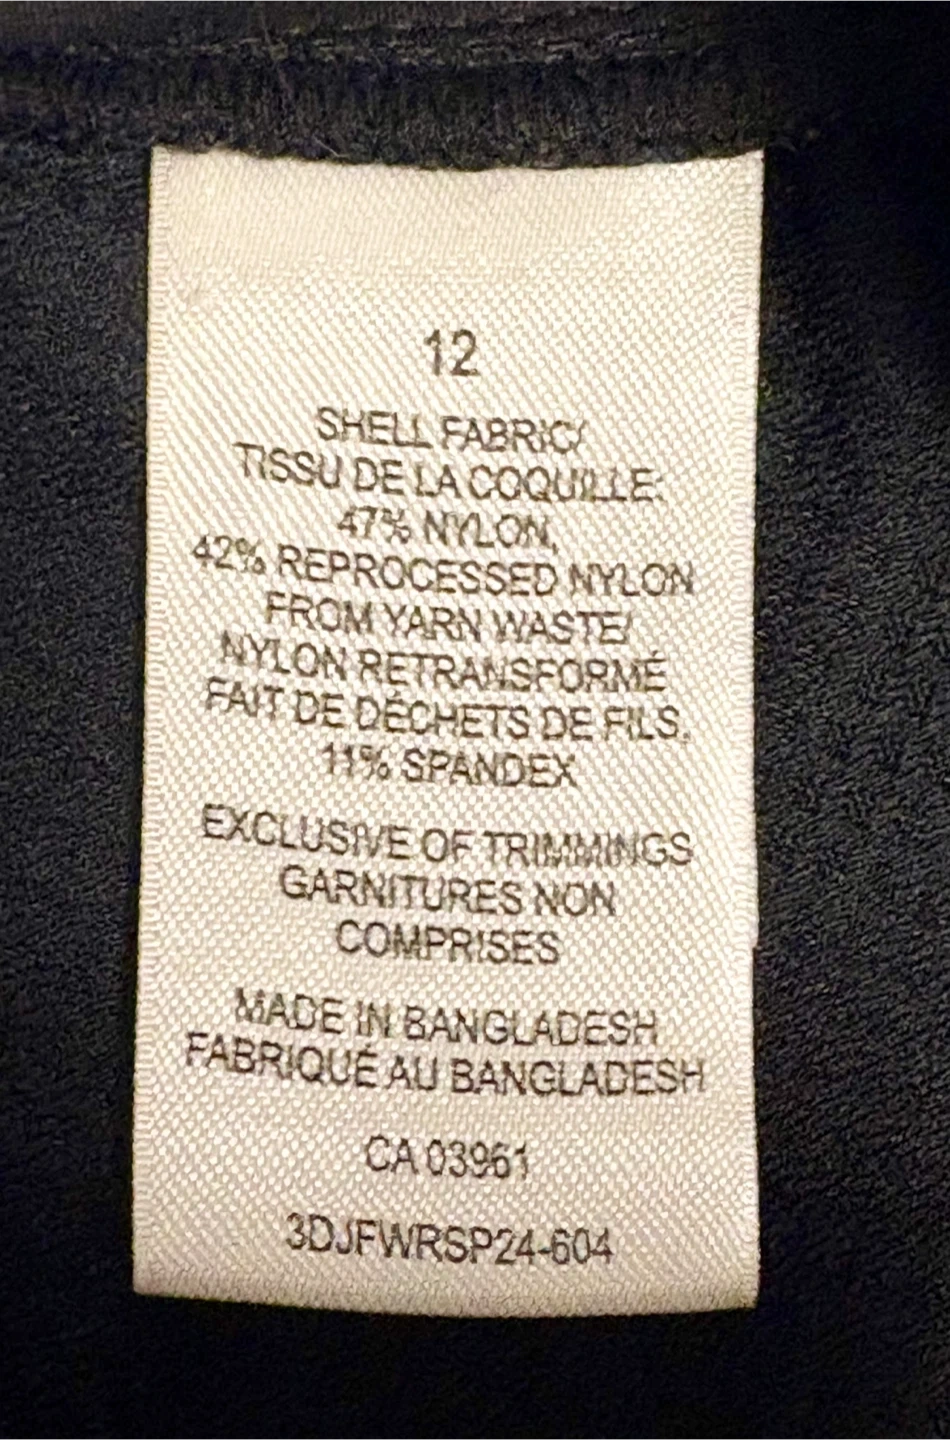 12
SHELL FABRIC/
TISSU DE LA COQUILLE:
47% NYLON,
42% REPROCESSED NYLON
FROM YARN WASTE/
NYLON RETRANSFORMÉ
FAIT DE DÉCHETS DE FILS,
11% SPANDEX
EXCLUSIVE OF TRIMMINGS
GARNITURES NON
COMPRISES
MADE IN BANGLADESH
FABRIQUÉ AU BANGLADESH
CA 03961
3DJFWRSP24-604